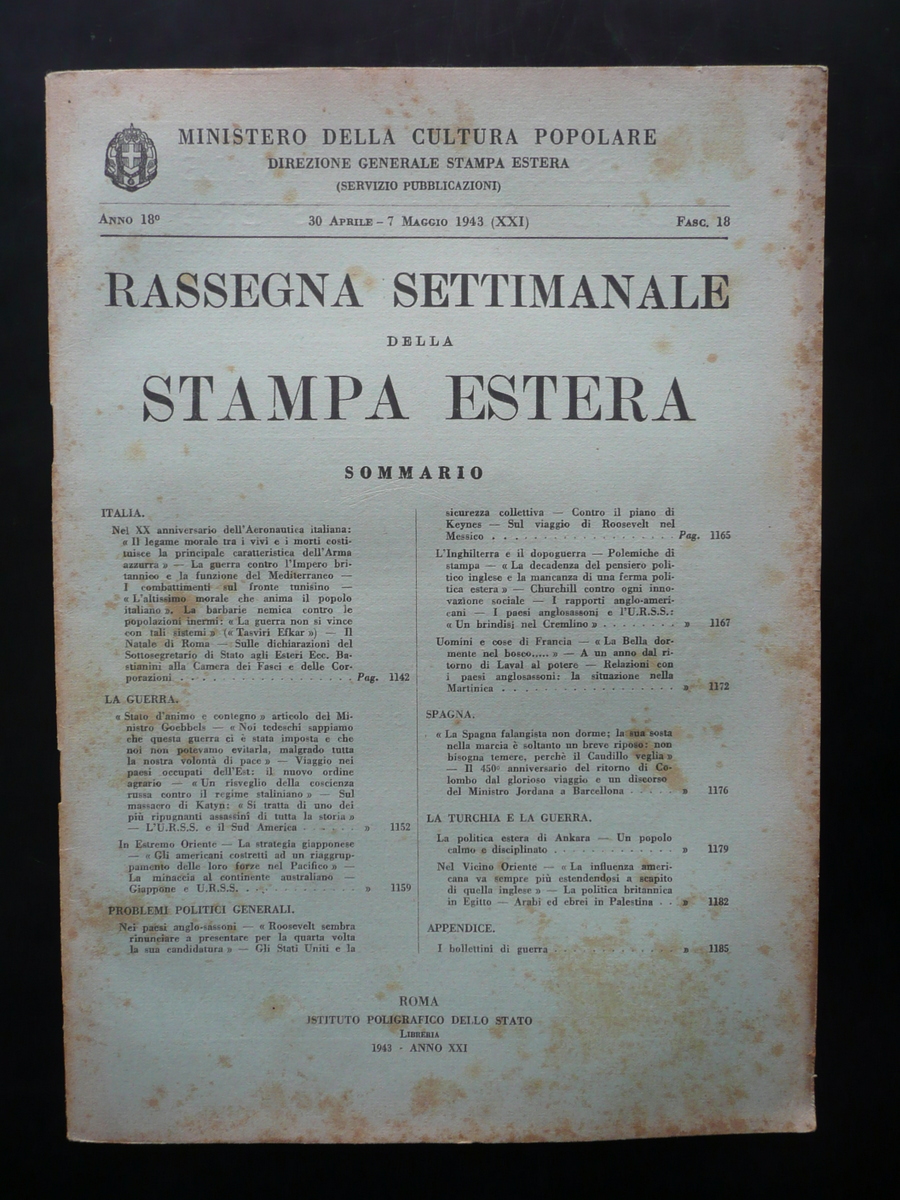 MINISTERO DELLA CULTURA POPOLARE
DIREZIONE GENERALE STAMPA ESTERA
(SERVIZIO PUBBLICAZIONI)
ANNO 18º 30 APRILE - 7 MAGGIO 1943 (XXI) FASC. 18
RASSEGNA SETTIMANALE
DELLA
STAMPA ESTERA
SOMMARIO
ITALIA.
Nel XX anniversario dell'Aeronautica italiana:
« Il legame morale tra i vivi e i morti costi-
tuisce la principale caratteristica dell'Arma
azzurra » — La guerra contro l'Impero bri-
tannico e la funzione del Mediterraneo —
I combattimenti sul fronte tunisino —
« L'altissimo morale che anima il popolo
italiano ». La barbarie nemica contro le
popolazioni inermi: « La guerra non si vince
con tali sistemi » (« Tasviri Efkar ») — Il
Natale di Roma — Sulle dichiarazioni del
Sottosegretario di Stato agli Esteri Ecc. Ba-
stianini alla Camera dei Fasci e delle Cor-
porazioni . . . . . . . . . . . . . . . . . . Pag. 1142
LA GUERRA.
« Stato d'animo e contegno » articolo del Mi-
nistro Goebbels — « Noi tedeschi sappiamo
che questa guerra ci è stata imposta e che
noi non potevamo evitarla, malgrado tutta
la nostra volontà di pace » — Viaggio nei
paesi occupati dell'Est: il nuovo ordine
agrario — « Un risveglio della coscienza
russa contro il regime staliniano » — Sul
massacro di Katyn: « Si tratta di uno dei
più ripugnanti assassini di tutta la storia »
— L'U.R.S.S. e il Sud America . . . . . . » 1152
In Estremo Oriente — La strategia giapponese
— « Gli americani costretti ad un riaggrup-
pamento delle loro forze nel Pacifico » —
La minaccia al continente australiano —
Giappone e U.R.S.S. . . . . . . . . . . . . » 1159
PROBLEMI POLITICI GENERALI.
Nei paesi anglo-sassoni — « Roosevelt sembra
rinunciare a presentare per la quarta volta
la sua candidatura » — Gli Stati Uniti e la
sicurezza collettiva — Contro il piano di
Keynes — Sul viaggio di Roosevelt nel
Messico . . . . . . . . . . . . . . . . . . Pag. 1165
L'Inghilterra e il dopoguerra — Polemiche di
stampa — « La decadenza del pensiero poli-
tico inglese e la mancanza di una ferma poli-
tica estera » — Churchill contro ogni inno-
vazione sociale — I rapporti anglo-ameri-
cani — I paesi anglosassoni e l'U.R.S.S.:
« Un brindisi nel Cremlino » . . . . . . . . » 1167
Uomini e cose di Francia — « La Bella dor-
mente nel bosco..... » — A un anno dal ri-
torno di Laval al potere — Relazioni con
i paesi anglosassoni: la situazione nella
Martinica . . . . . . . . . . . . . . . . . » 1172
SPAGNA.
« La Spagna falangista non dorme; la sua sosta
nella marcia è soltanto un breve riposo: non
bisogna temere, perchè il Caudillo veglia »
— Il 450º anniversario del ritorno di Co-
lombo dal glorioso viaggio e un discorso
del Ministro Jordana a Barcellona . . . . . » 1176
LA TURCHIA E LA GUERRA.
La politica estera di Ankara — Un popolo
calmo e disciplinato . . . . . . . . . . . . » 1179
Nel Vicino Oriente — « La influenza ameri-
cana va sempre più estendendosi a scapito
di quella inglese » — La politica britannica
in Egitto — Arabi ed ebrei in Palestina . . » 1182
APPENDICE.
I bollettini di guerra . . . . . . . . . . . » 1185
ROMA
ISTITUTO POLIGRAFICO DELLO STATO
LIBRERIA
1943 - ANNO XXI